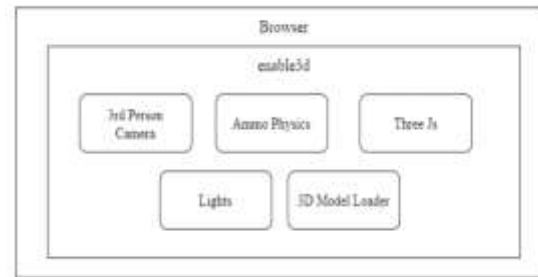 Browser
enable3d
3rd Person
Camera
Ammo Physics
Three Js
Lights
3D Model Loader